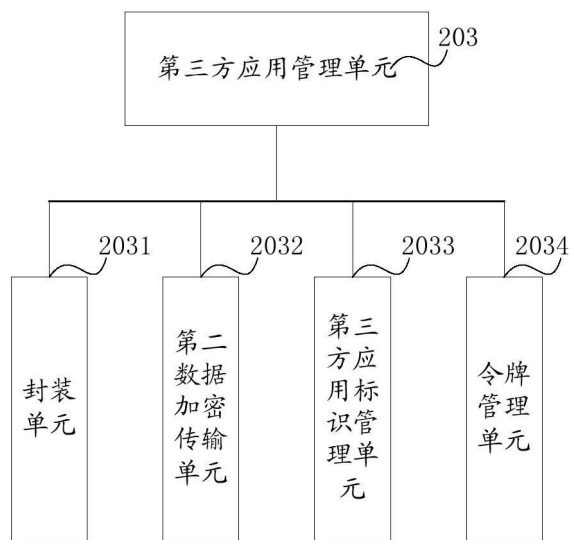 第三方应用管理单元
203
2031
2032
2033
2034
封装
单元
第二
数据
加密
传输
单元
第三
方应
用标
识管
理单
元
令牌
管理
单元